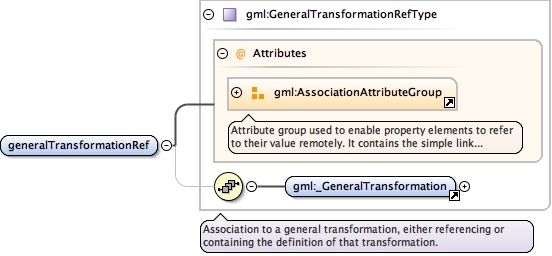 gml:GeneralTransformationRefType
@ Attributes
gml:AssociationAttributeGroup
Attribute group used to enable property elements to refer
to their value remotely. It contains the simple link...
generalTransformationRef
gml:_GeneralTransformation
Association to a general transformation, either referencing or
containing the definition of that transformation.